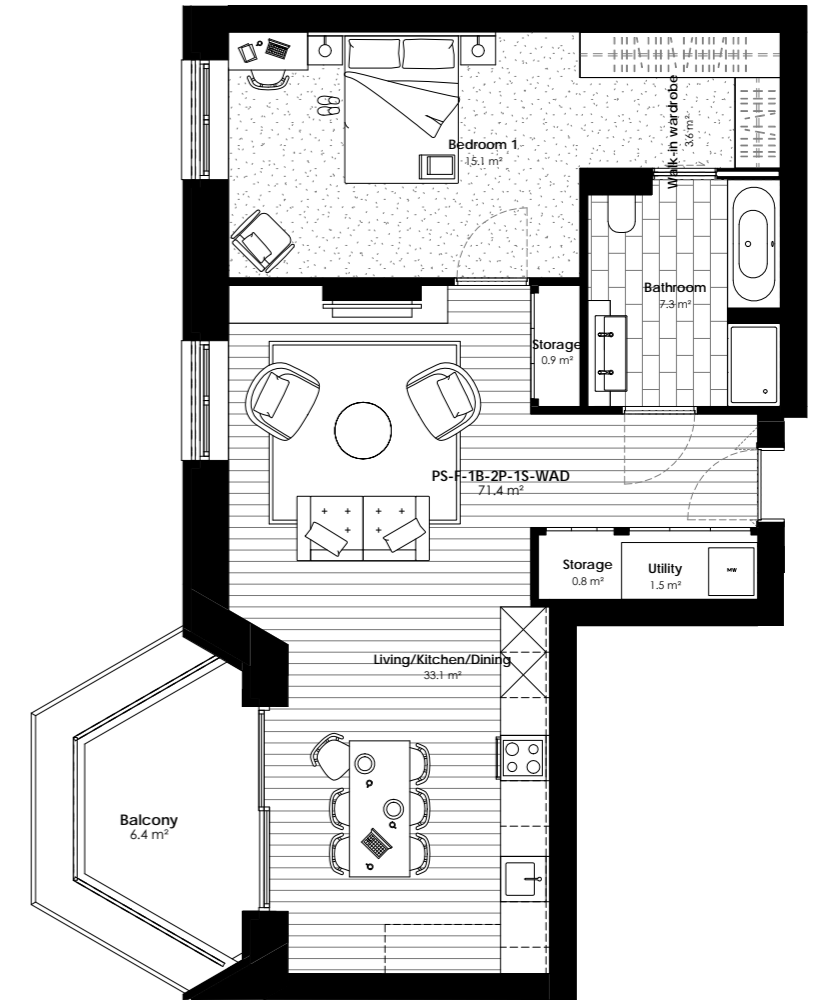 Bedroom 1
15.1 m²
Walk-in wardrobe
3.6 m²
Bathroom
7.3 m²
Storage
0.9 m²
PS-F-1B-2P-1S-WAD
71.4 m²
Storage
0.8 m²
Utility
1.5 m²
MW
Living/Kitchen/Dining
33.1 m²
Balcony
6.4 m²